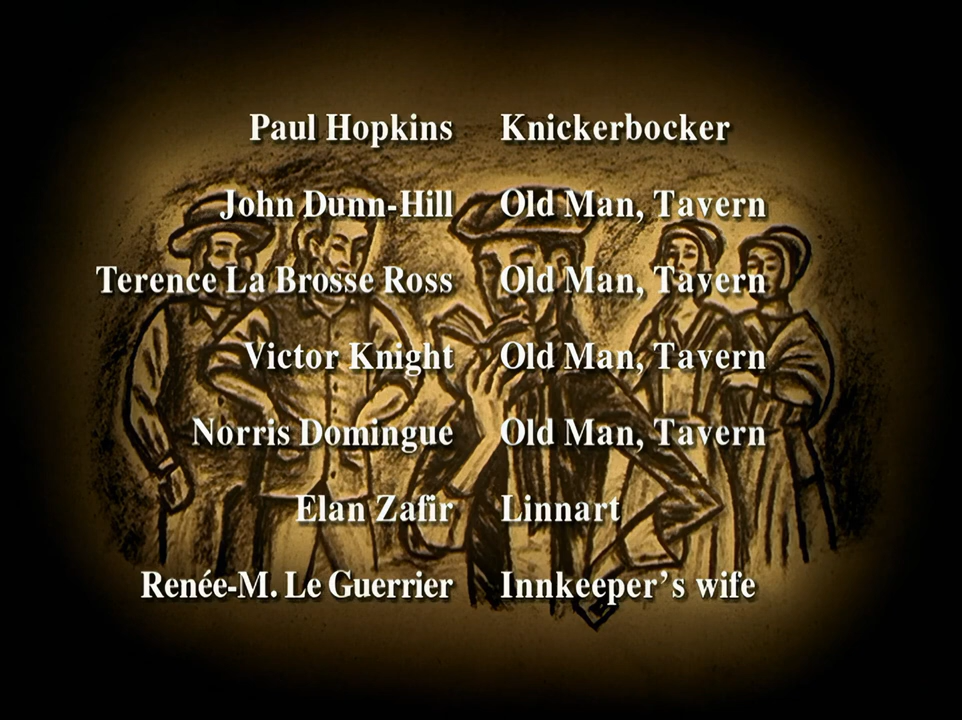 Paul Hopkins Knickerbocker
John Dunn-Hill Old Man, Tavern
Terence La Brosse Ross Old Man, Tavern
Victor Knight Old Man, Tavern
Norris Domingue Old Man, Tavern
Elan Zafir Linnart
Renée-M. Le Guerrier Innkeeper's wife